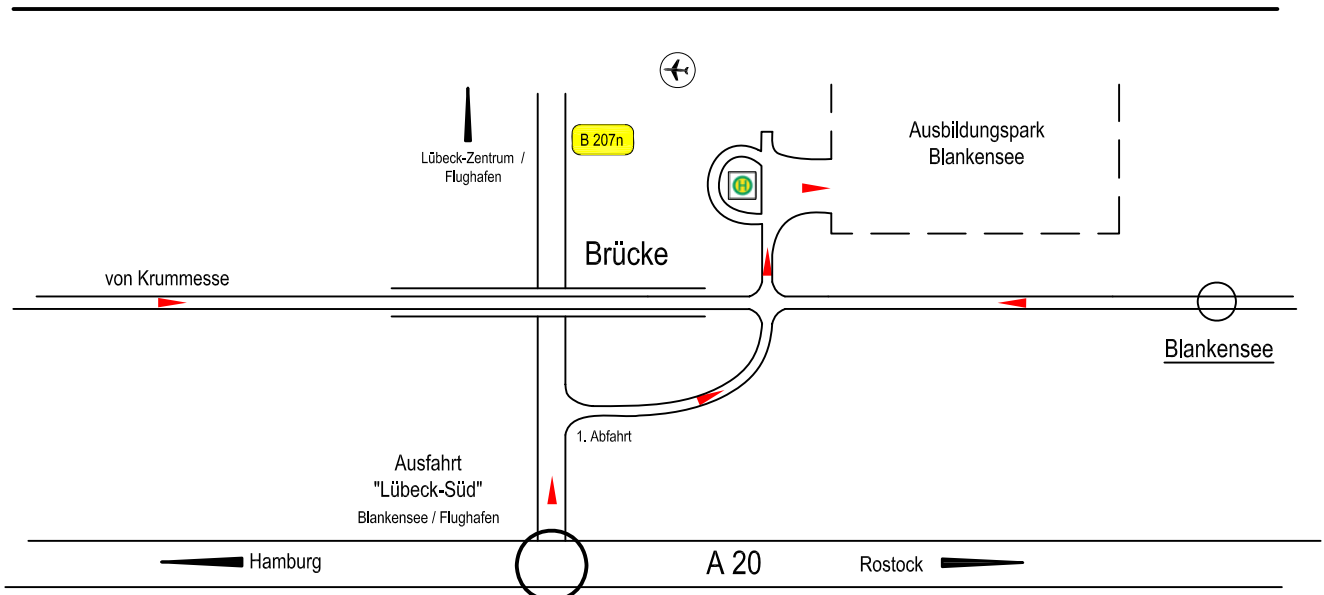 B 207n
Ausbildungspark
Blankensee
Lübeck-Zentrum /
Flughafen
H
Brücke
von Krummesse
Blankensee
1. Abfahrt
Ausfahrt
"Lübeck-Süd"
Blankensee / Flughafen
Hamburg
A 20
Rostock